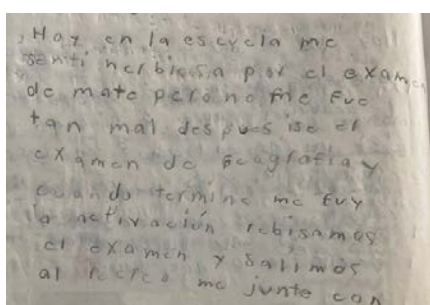 Hoy en la escuela me
senti nerbiosa por el examen
de mate pero no me fue
tan mal despues ise el
examen de geografia y
cuando termine me fuy
a activación rebisamos
el examen y salimos
al recreo me junte con